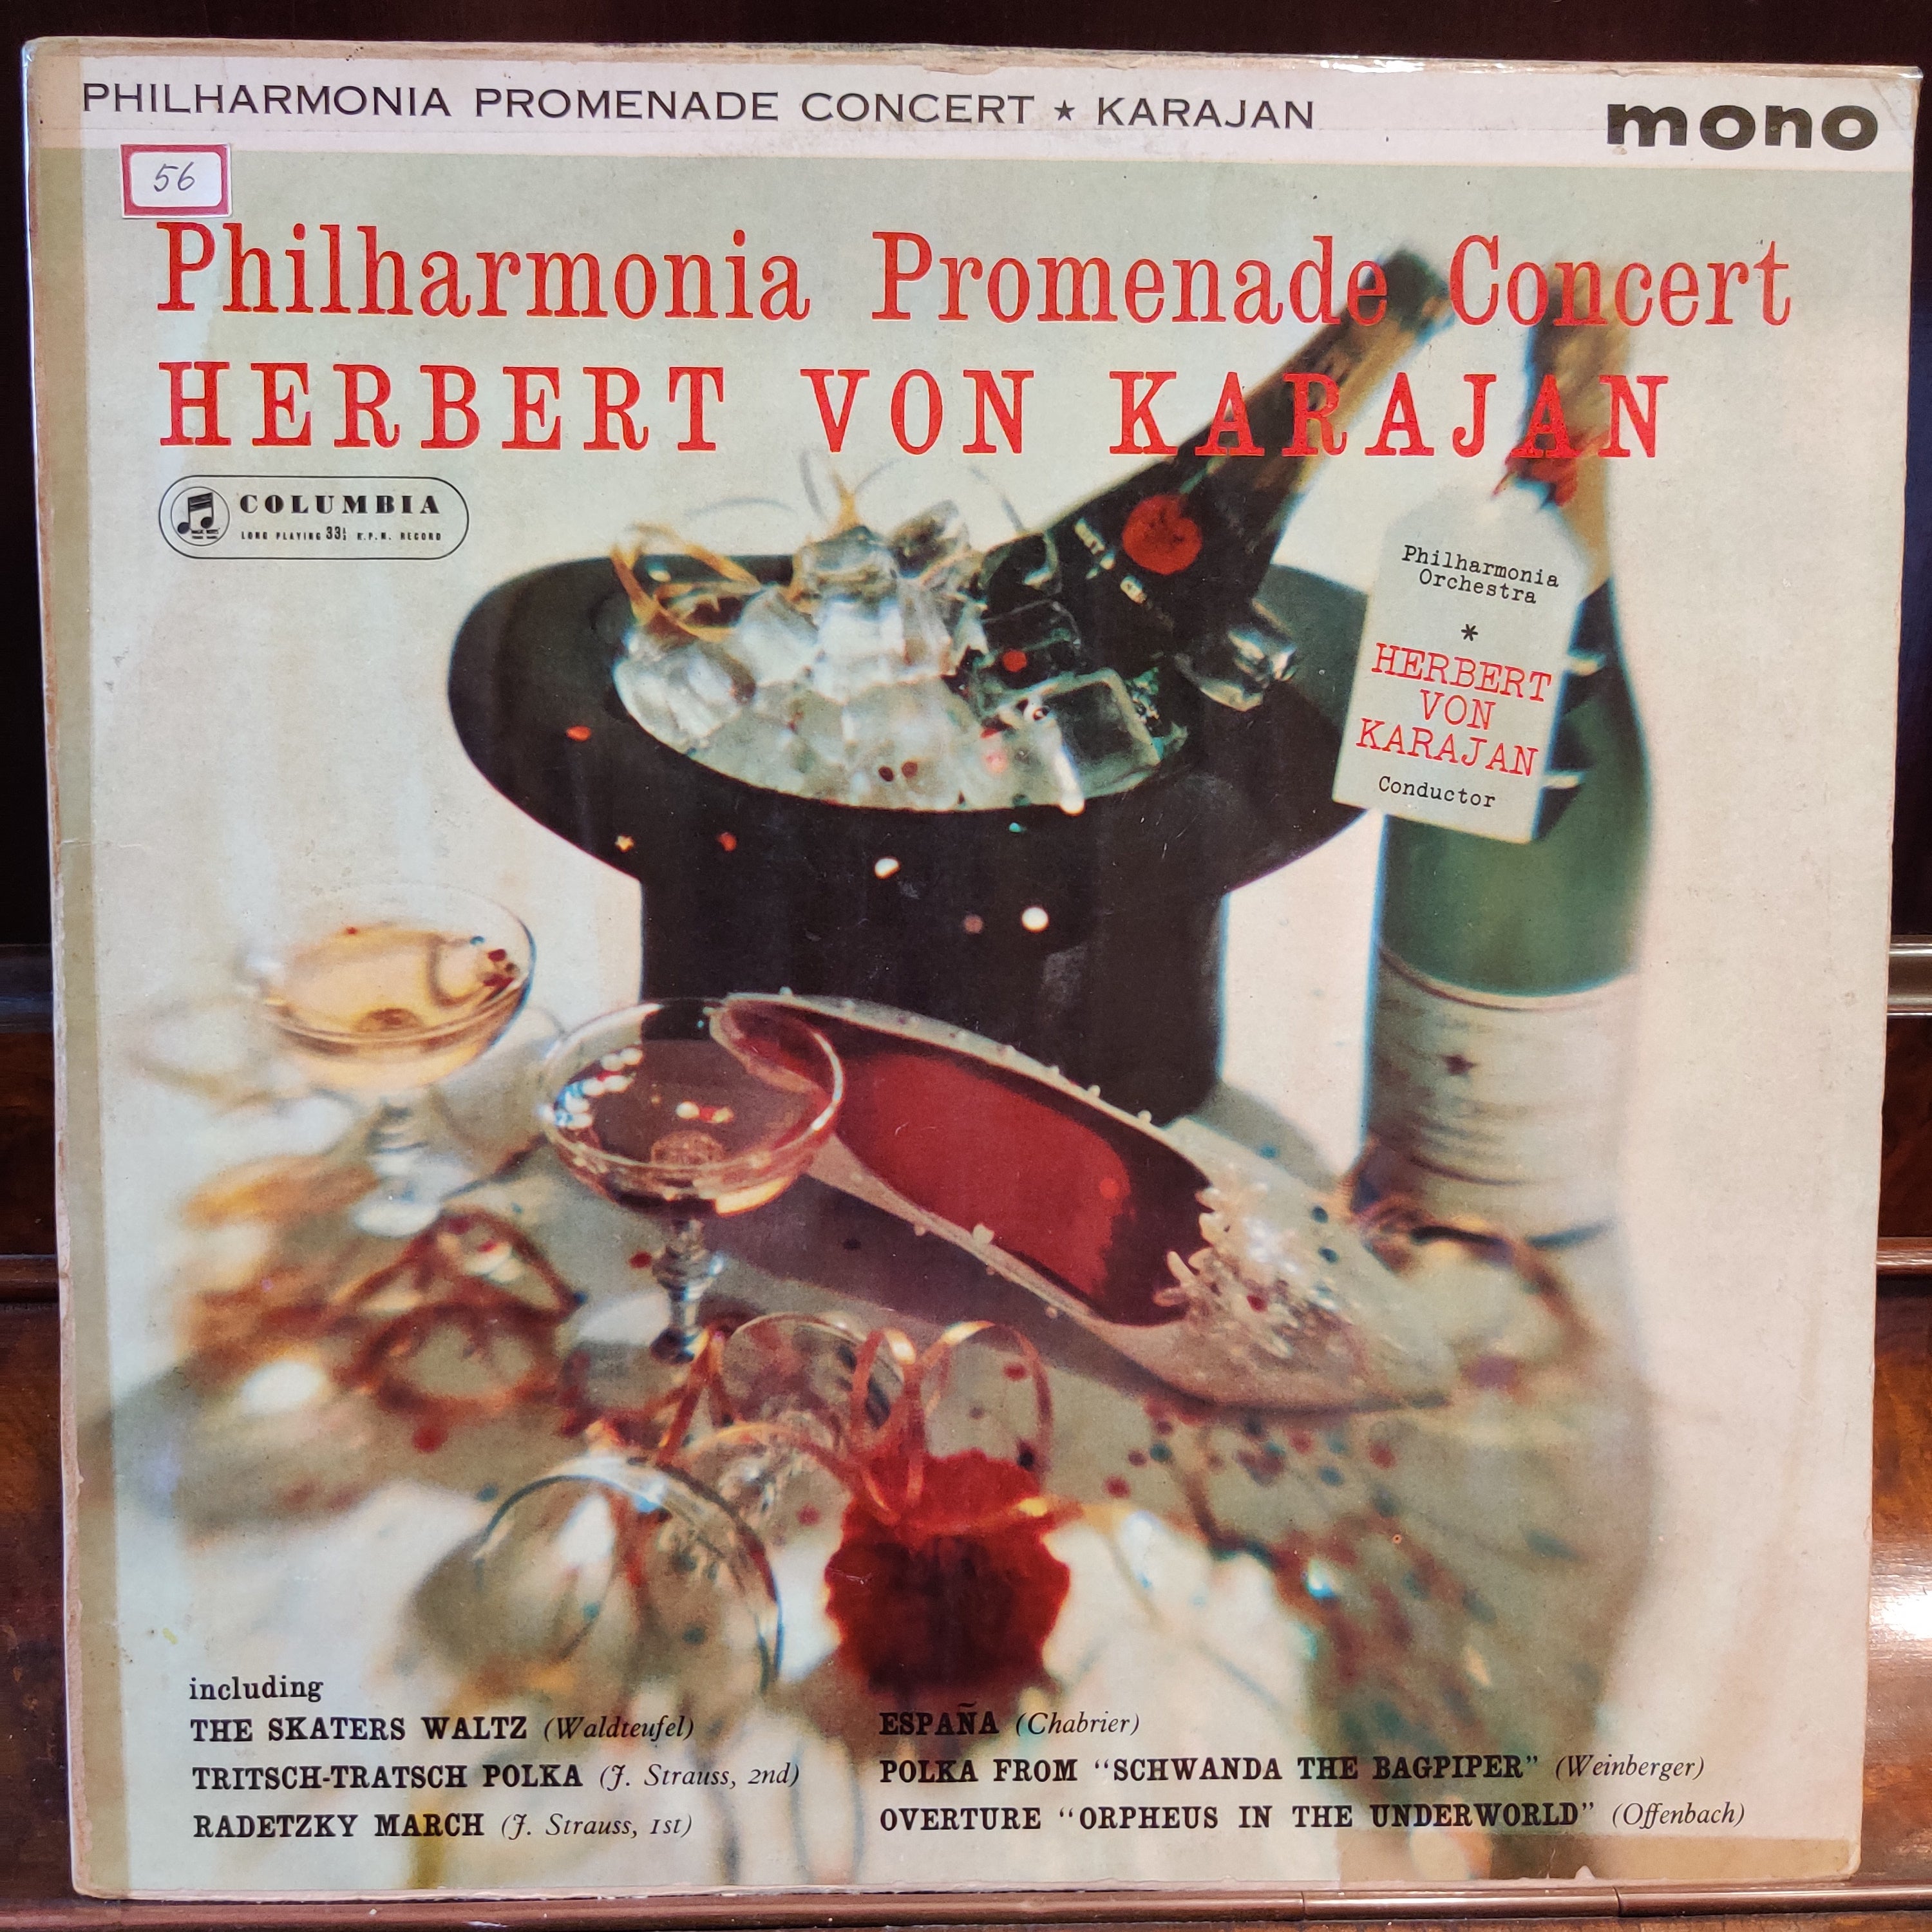 PHILHARMONIA PROMENADE CONCERT ★ KARAJAN
mono
56
Philharmonia Promenade Concert
HERBERT VON KARAJAN
COLUMBIA
LONG PLAYING 33⅓ R.P.M. RECORD
Philharmonia
Orchestra
*
HERBERT
VON
KARAJAN
Conductor
including
THE SKATERS WALTZ (Waldteufel)
TRITSCH-TRATSCH POLKA (J. Strauss, 2nd)
RADETZKY MARCH (J. Strauss, 1st)
ESPAÑA (Chabrier)
POLKA FROM “SCHWANDA THE BAGPIPER” (Weinberger)
OVERTURE “ORPHEUS IN THE UNDERWORLD” (Offenbach)